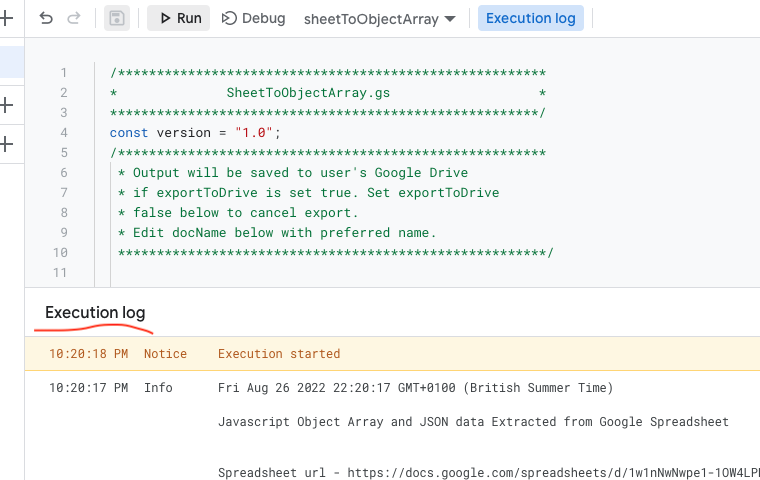 Run Debug sheetToObjectArray Execution log
1 /*******************************************************
2 * SheetToObjectArray.gs *
3 *******************************************************/
4 const version = "1.0";
5 /*******************************************************
6 * Output will be saved to user's Google Drive
7 * if exportToDrive is set true. Set exportToDrive
8 * false below to cancel export.
9 * Edit docName below with preferred name.
10 *******************************************************/
11
Execution log
10:20:18 PM Notice Execution started
10:20:17 PM Info Fri Aug 26 2022 22:20:17 GMT+0100 (British Summer Time)
Javascript Object Array and JSON data Extracted from Google Spreadsheet
Spreadsheet url - https://docs.google.com/spreadsheets/d/1w1nNwNwpe1-1OW4LP